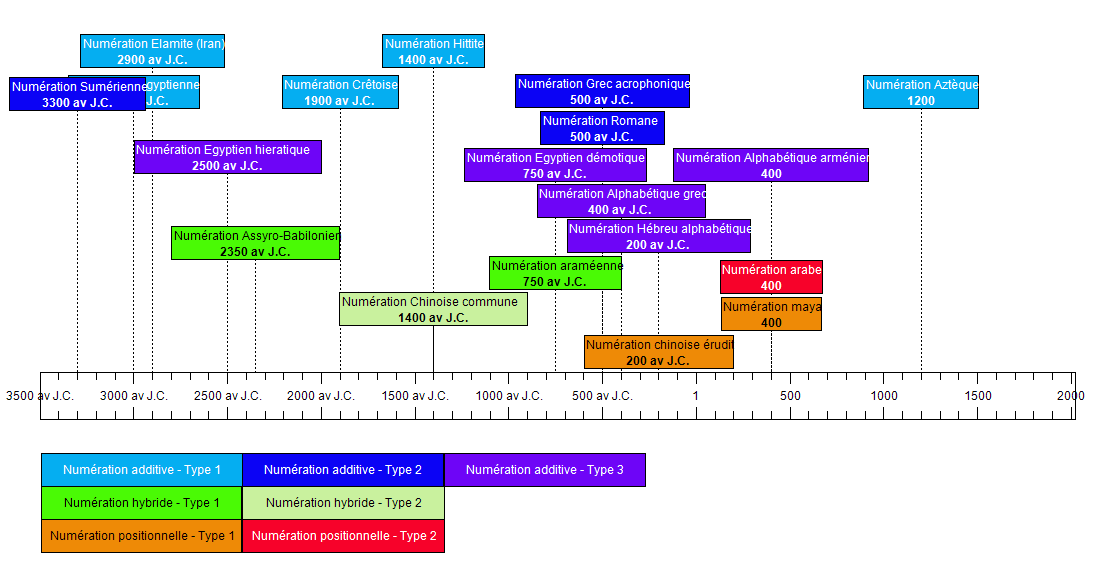 Numération Elamite (Iran)
2900 av J.C.
Numération Hittite
1400 av J.C.
Numération Sumérienne
3300 av J.C.
gyptienne
J.C.
Numération Crêtoise
1900 av J.C.
Numération Grec acrophonique
500 av J.C.
Numération Aztèque
1200
Numération Romane
500 av J.C.
Numération Egyptien hieratique
2500 av J.C.
Numération Egyptien démotique
750 av J.C.
Numération Alphabétique arménien
400
Numération Alphabétique grec
400 av J.C.
Numération Hébreu alphabétique
200 av J.C.
Numération Assyro-Babilonien
2350 av J.C.
Numération araméenne
750 av J.C.
Numération arabe
400
Numération Chinoise commune
1400 av J.C.
Numération maya
400
Numération chinoise érudit
200 av J.C.
3500 av J.C. 3000 av J.C. 2500 av J.C. 2000 av J.C. 1500 av J.C. 1000 av J.C. 500 av J.C. 1 500 1000 1500 2000
Numération additive - Type 1 Numération additive - Type 2 Numération additive - Type 3
Numération hybride - Type 1 Numération hybride - Type 2
Numération positionnelle - Type 1 Numération positionnelle - Type 2